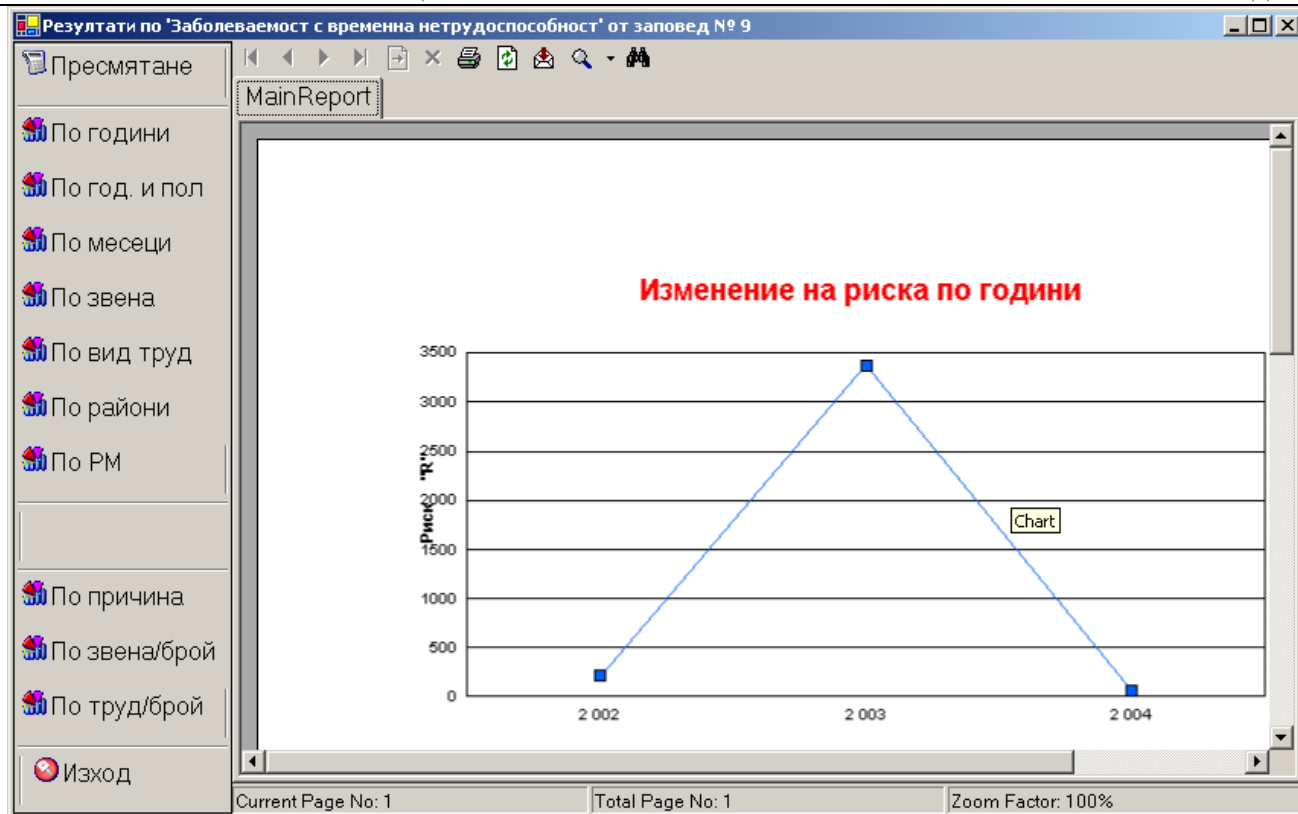 Резултати по 'Заболеваемост с временна нетрудоспособност' от заповед № 9
Пресмятане
По години
По год. и пол
По месеци
По звена
По вид труд
По райони
По РМ
По причина
По звена/брой
По труд/брой
Изход
MainReport
Изменение на риска по години
Риск "R"
3500
3000
2500
2000
1500
1000
500
0
2 002 2 003 2 004
Chart
Current Page No: 1 Total Page No: 1 Zoom Factor: 100%